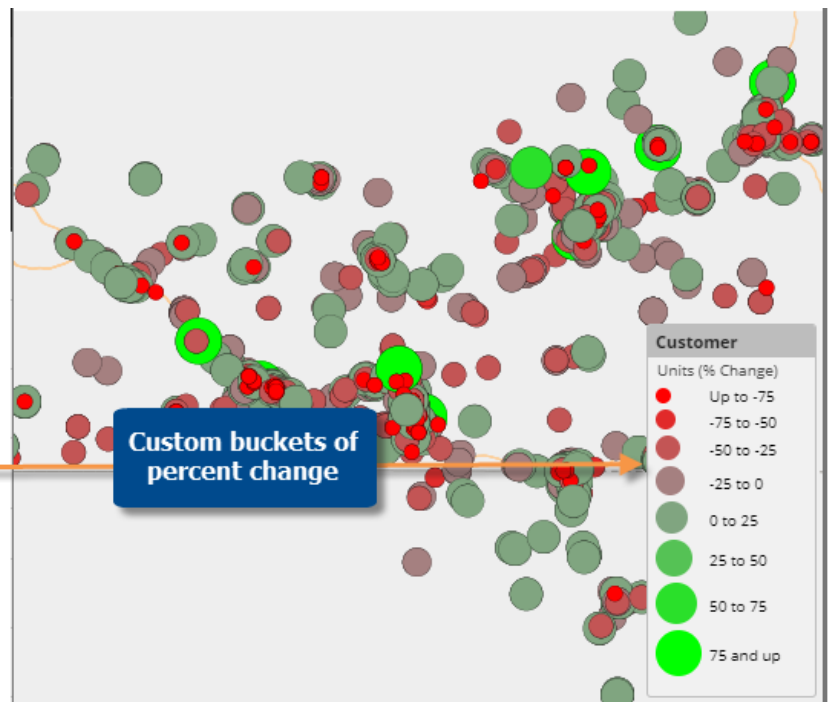 Customer
Units (% Change)
Up to -75
-75 to -50
-50 to -25
-25 to 0
0 to 25
25 to 50
50 to 75
75 and up
Custom buckets of
percent change